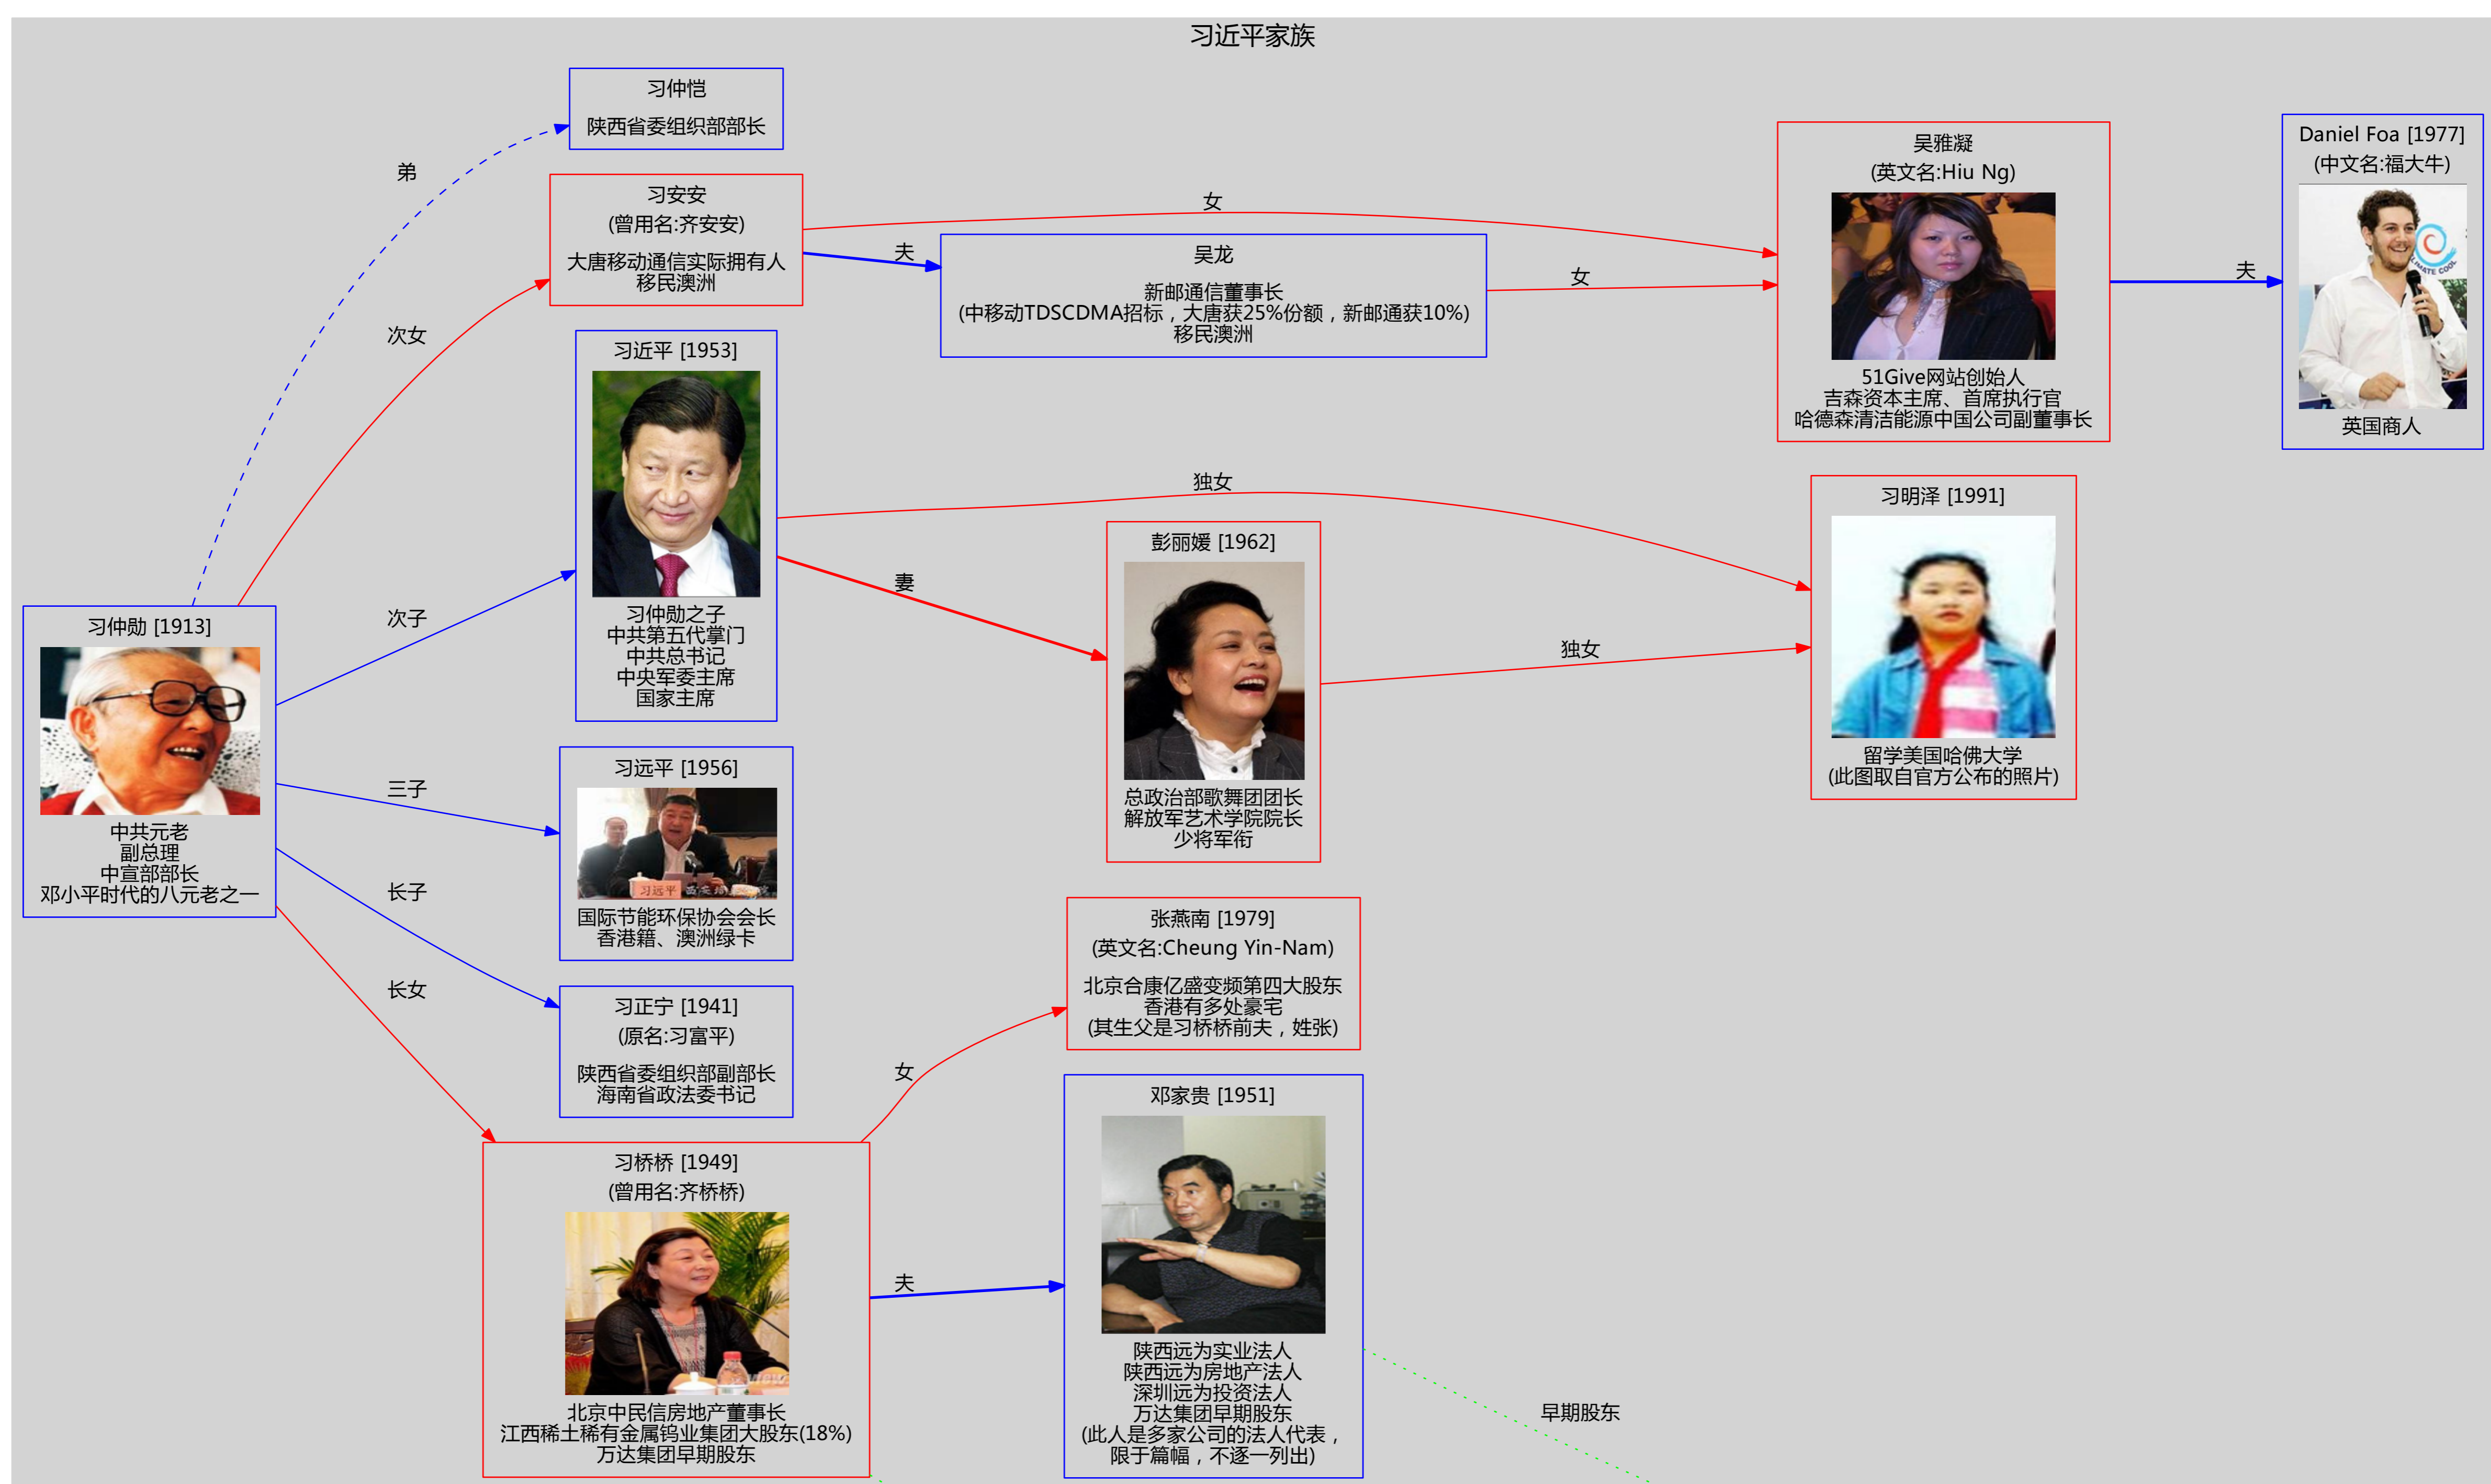 习近平家族
习仲恺
陕西省委组织部部长
弟
习安安
(曾用名:齐安安)
大唐移动通信实际拥有人
移民澳洲
次女
女
夫
吴龙
新邮通信董事长
(中移动TDSCDMA招标，大唐获25%份额，新邮通获10%)
移民澳洲
女
吴雅凝
(英文名:Hiu Ng)
51Give网站创始人
吉森资本主席、首席执行官
哈德森清洁能源中国公司副董事长
夫
Daniel Foa [1977]
(中文名:福大牛)
LIMATE COOL
英国商人
习近平 [1953]
习仲勋之子
中共第五代掌门
中共总书记
中央军委主席
国家主席
次子
独女
妻
彭丽媛 [1962]
总政治部歌舞团团长
解放军艺术学院院长
少将军衔
独女
习明泽 [1991]
留学美国哈佛大学
(此图取自官方公布的照片)
习仲勋 [1913]
中共元老
副总理
中宣部部长
邓小平时代的八元老之一
三子
习远平 [1956]
习远平
国际节能环保协会会长
香港籍、澳洲绿卡
长子
习正宁 [1941]
(原名:习富平)
陕西省委组织部副部长
海南省政法委书记
长女
女
张燕南 [1979]
(英文名:Cheung Yin-Nam)
北京合康亿盛变频第四大股东
香港有多处豪宅
(其生父是习桥桥前夫，姓张)
习桥桥 [1949]
(曾用名:齐桥桥)
北京中民信房地产董事长
江西稀土稀有金属钨业集团大股东(18%)
万达集团早期股东
夫
邓家贵 [1951]
陕西远为实业法人
陕西远为房地产法人
深圳远为投资法人
万达集团早期股东
(此人是多家公司的法人代表，
限于篇幅，不逐一列出)
早期股东